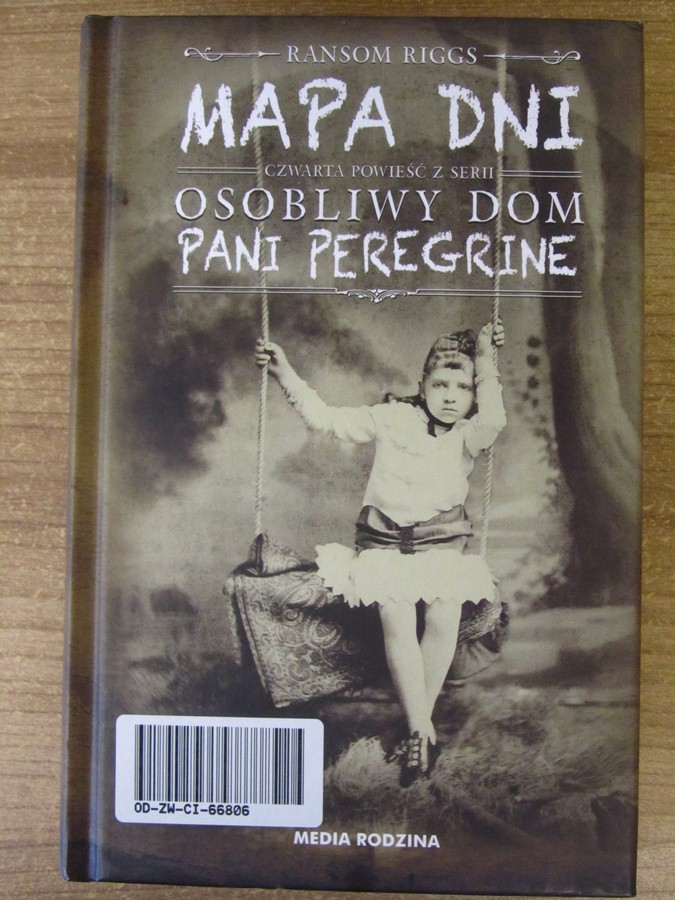 RANSOM RIGGS
MAPA DNI
CZWARTA POWIEŚĆ Z SERII
OSOBLIWY DOM
PANI PEREGRINE
OD-ZW-CI-66806
MEDIA RODZINA